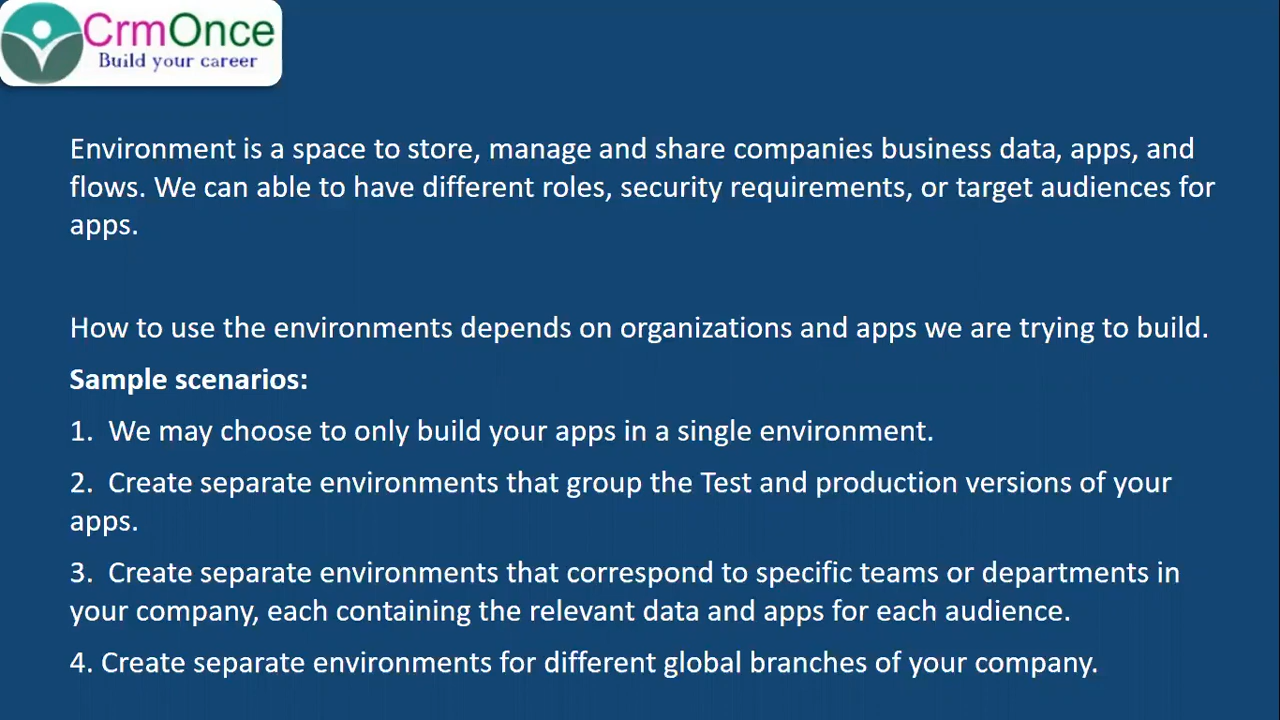 CrmOnce
Build your career
Environment is a space to store, manage and share companies business data, apps, and
flows. We can able to have different roles, security requirements, or target audiences for
apps.
How to use the environments depends on organizations and apps we are trying to build.
Sample scenarios:
1. We may choose to only build your apps in a single environment.
2. Create separate environments that group the Test and production versions of your
apps.
3. Create separate environments that correspond to specific teams or departments in
your company, each containing the relevant data and apps for each audience.
4. Create separate environments for different global branches of your company.